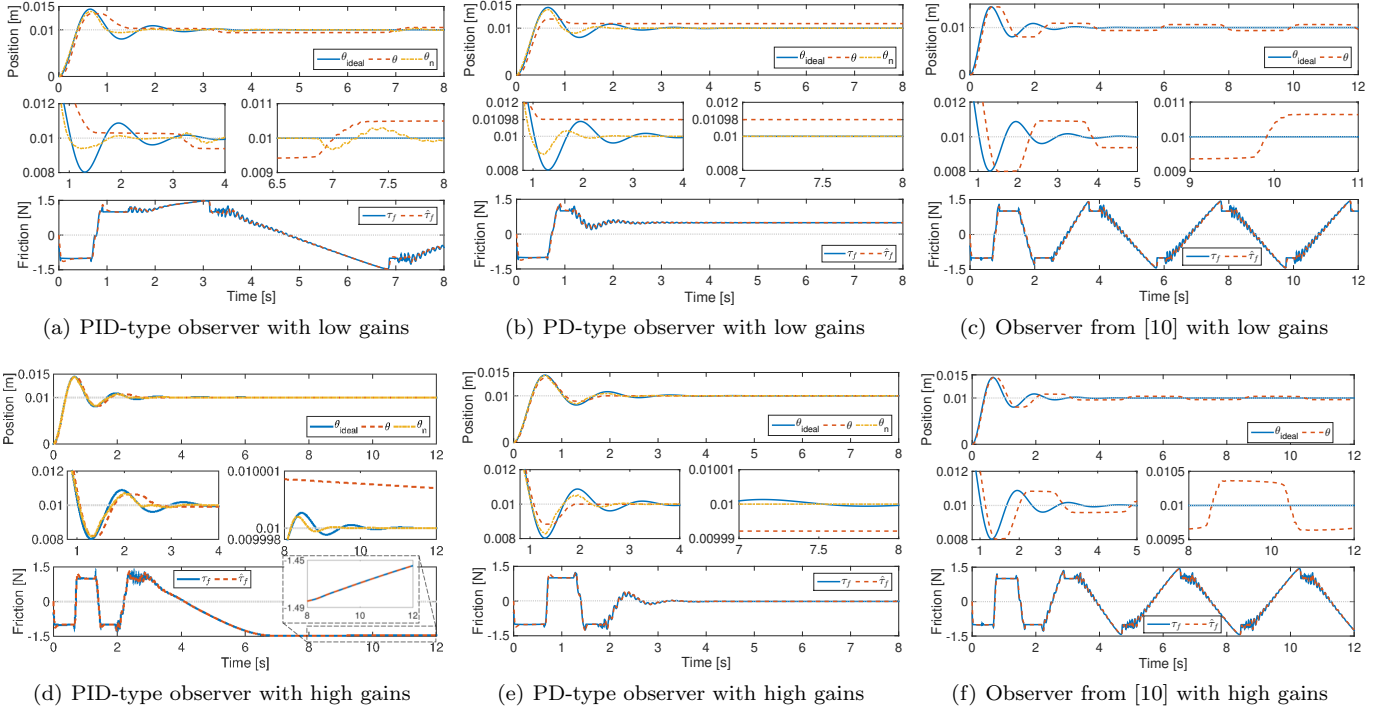 Position [m]
0.015
0.01
0
θideal θ θn
0 1 2 3 4 5 6 7 8
0.012
0.01
0.008
1 2 3 4
0.011
0.01
0.009
6.5 7 7.5 8
Friction [N]
1.5
0
-1.5
τf τ̂f
0 1 2 3 4 5 6 7 8
Time [s]
(a) PID-type observer with low gains
Position [m]
0.015
0.01
0
θideal θ θn
0 1 2 3 4 5 6 7 8
0.012
0.01098
0.01
0.008
1 2 3 4
0.012
0.01098
0.01
0.008
7 7.5 8
Friction [N]
1.5
0
-1.5
τf τ̂f
0 1 2 3 4 5 6 7 8
Time [s]
(b) PD-type observer with low gains
Position [m]
0.015
0.01
0
θideal θ
0 2 4 6 8 10 12
0.012
0.01
0.008
1 2 3 4 5
0.011
0.01
0.009
9 10 11
Friction [N]
1.5
0
-1.5
τf τ̂f
0 2 4 6 8 10 12
Time [s]
(c) Observer from [10] with low gains
Position [m]
0.015
0.01
0
θideal θ θn
0 2 4 6 8 10 12
0.012
0.01
0.008
1 2 3 4
0.010001
0.01
0.009998
8 10 12
Friction [N]
1.5
0
-1.5
τf τ̂f
-1.45
1.49
8 10 12
0 2 4 6 8 10 12
Time [s]
(d) PID-type observer with high gains
Position [m]
0.015
0.01
0
θideal θ θn
0 1 2 3 4 5 6 7 8
0.012
0.01
0.008
1 2 3 4
0.01001
0.01
0.00999
7 7.5 8
Friction [N]
1.5
0
-1.5
τf τ̂f
0 1 2 3 4 5 6 7 8
Time [s]
(e) PD-type observer with high gains
Position [m]
0.015
0.01
0
θideal θ
0 2 4 6 8 10 12
0.012
0.01
0.008
1 2 3 4 5
0.0105
0.01
0.0095
8 10 12
Friction [N]
1.5
0
-1.5
τf τ̂f
0 2 4 6 8 10 12
Time [s]
(f) Observer from [10] with high gains